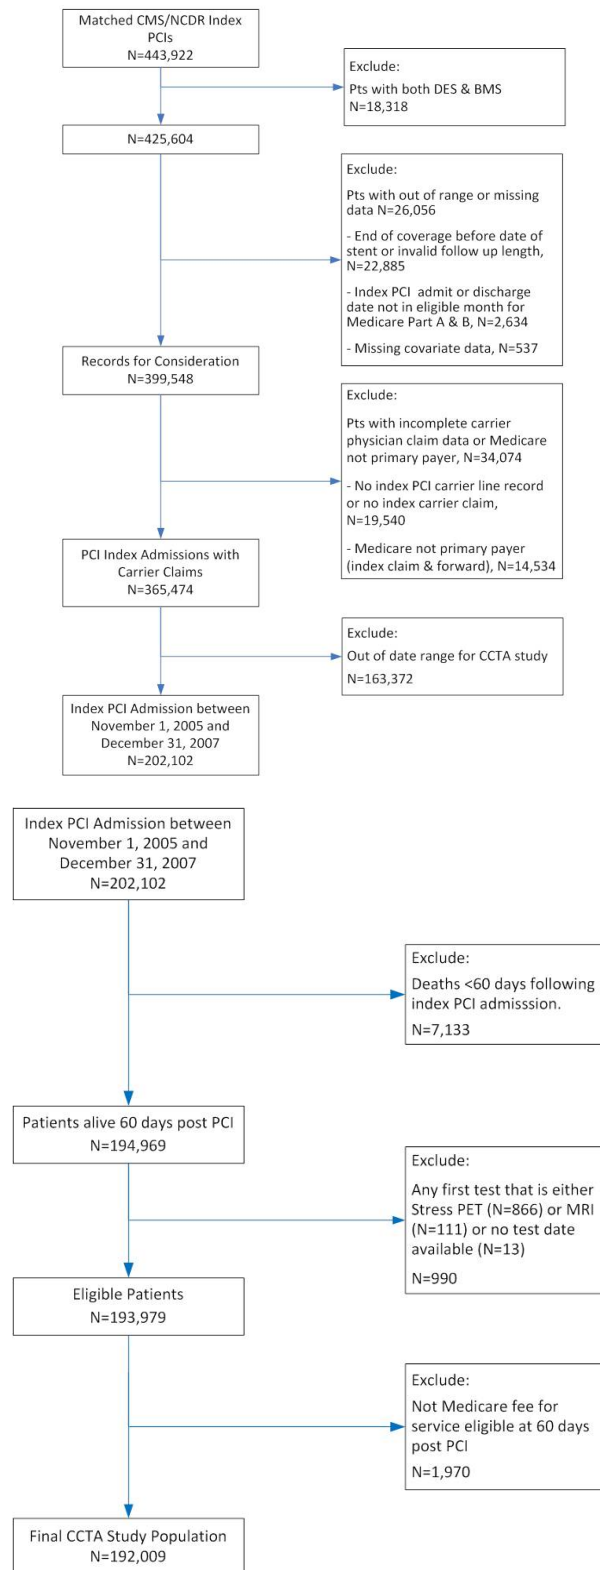 Matched CMS/NCDR Index
PCIs
N=443,922
Exclude:
Pts with both DES & BMS
N=18,318
N=425,604
Exclude:
Pts with out of range or missing
data N=26,056
- End of coverage before date of
stent or invalid follow up length,
N=22,885
- Index PCI admit or discharge
date not in eligible month for
Medicare Part A & B, N=2,634
- Missing covariate data, N=537
Records for Consideration
N=399,548
Exclude:
Pts with incomplete carrier
physician claim data or Medicare
not primary payer, N=34,074
- No index PCI carrier line record
or no index carrier claim,
N=19,540
- Medicare not primary payer
(index claim & forward), N=14,534
PCI Index Admissions with
Carrier Claims
N=365,474
Exclude:
Out of date range for CCTA study
N=163,372
Index PCI Admission between
November 1, 2005 and
December 31, 2007
N=202,102
Index PCI Admission between
November 1, 2005 and
December 31, 2007
N=202,102
Exclude:
Deaths <60 days following
index PCI admisssion.
N=7,133
Patients alive 60 days post PCI
N=194,969
Exclude:
Any first test that is either
Stress PET (N=866) or MRI
(N=111) or no test date
available (N=13)
N=990
Eligible Patients
N=193,979
Exclude:
Not Medicare fee for
service eligible at 60 days
post PCI
N=1,970
Final CCTA Study Population
N=192,009